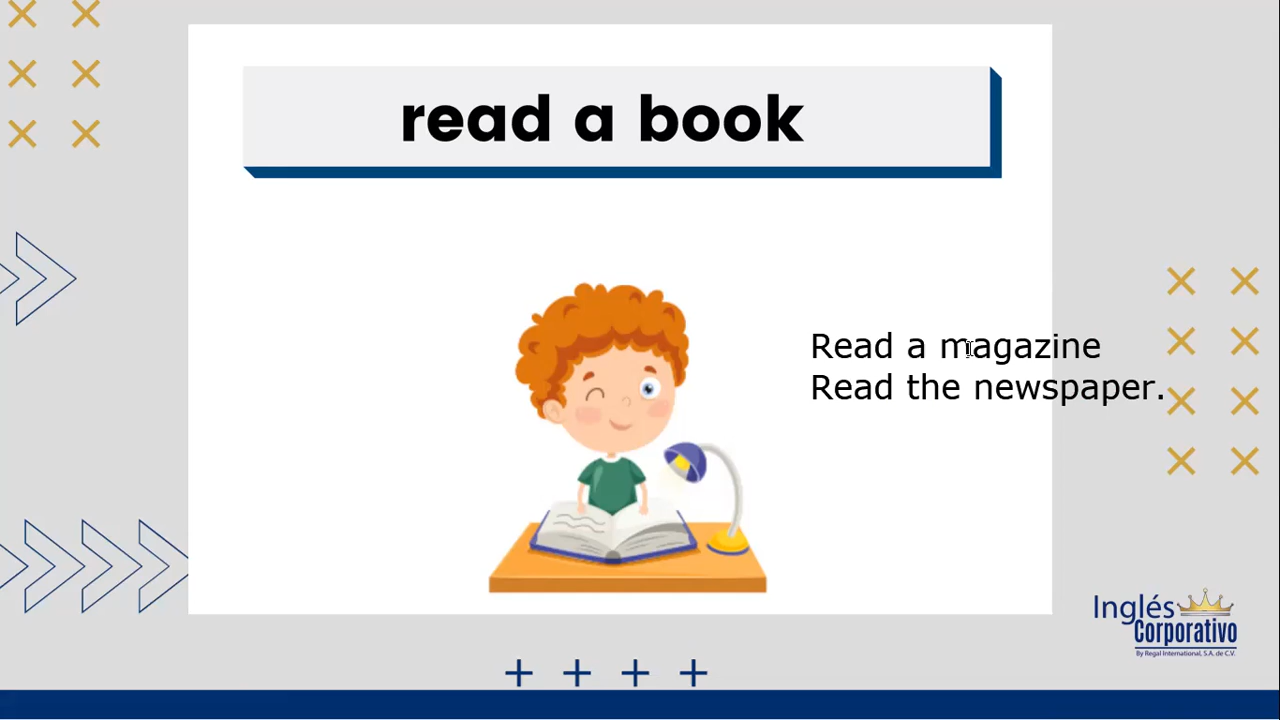 read a book
Read a magazine
Read the newspaper.
Inglés
Corporativo
By Regal International, S.A. de C.V.